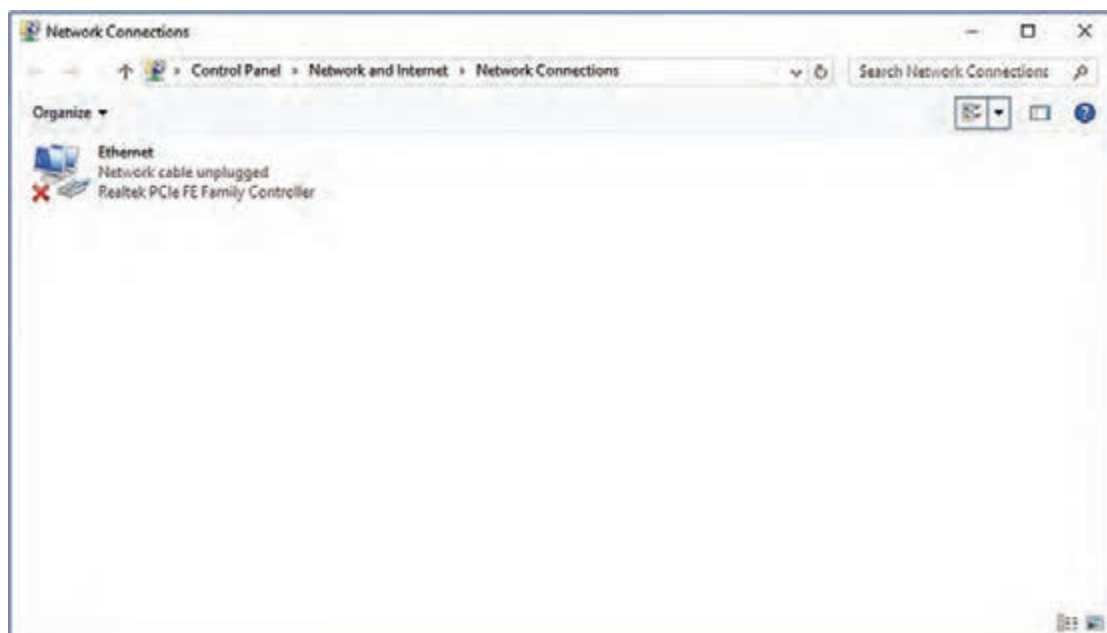 Network Connections
Control Panel > Network and Internet > Network Connections
Search Network Connections
Organize
Ethernet
Network cable unplugged
Realtek PCIe FE Family Controller